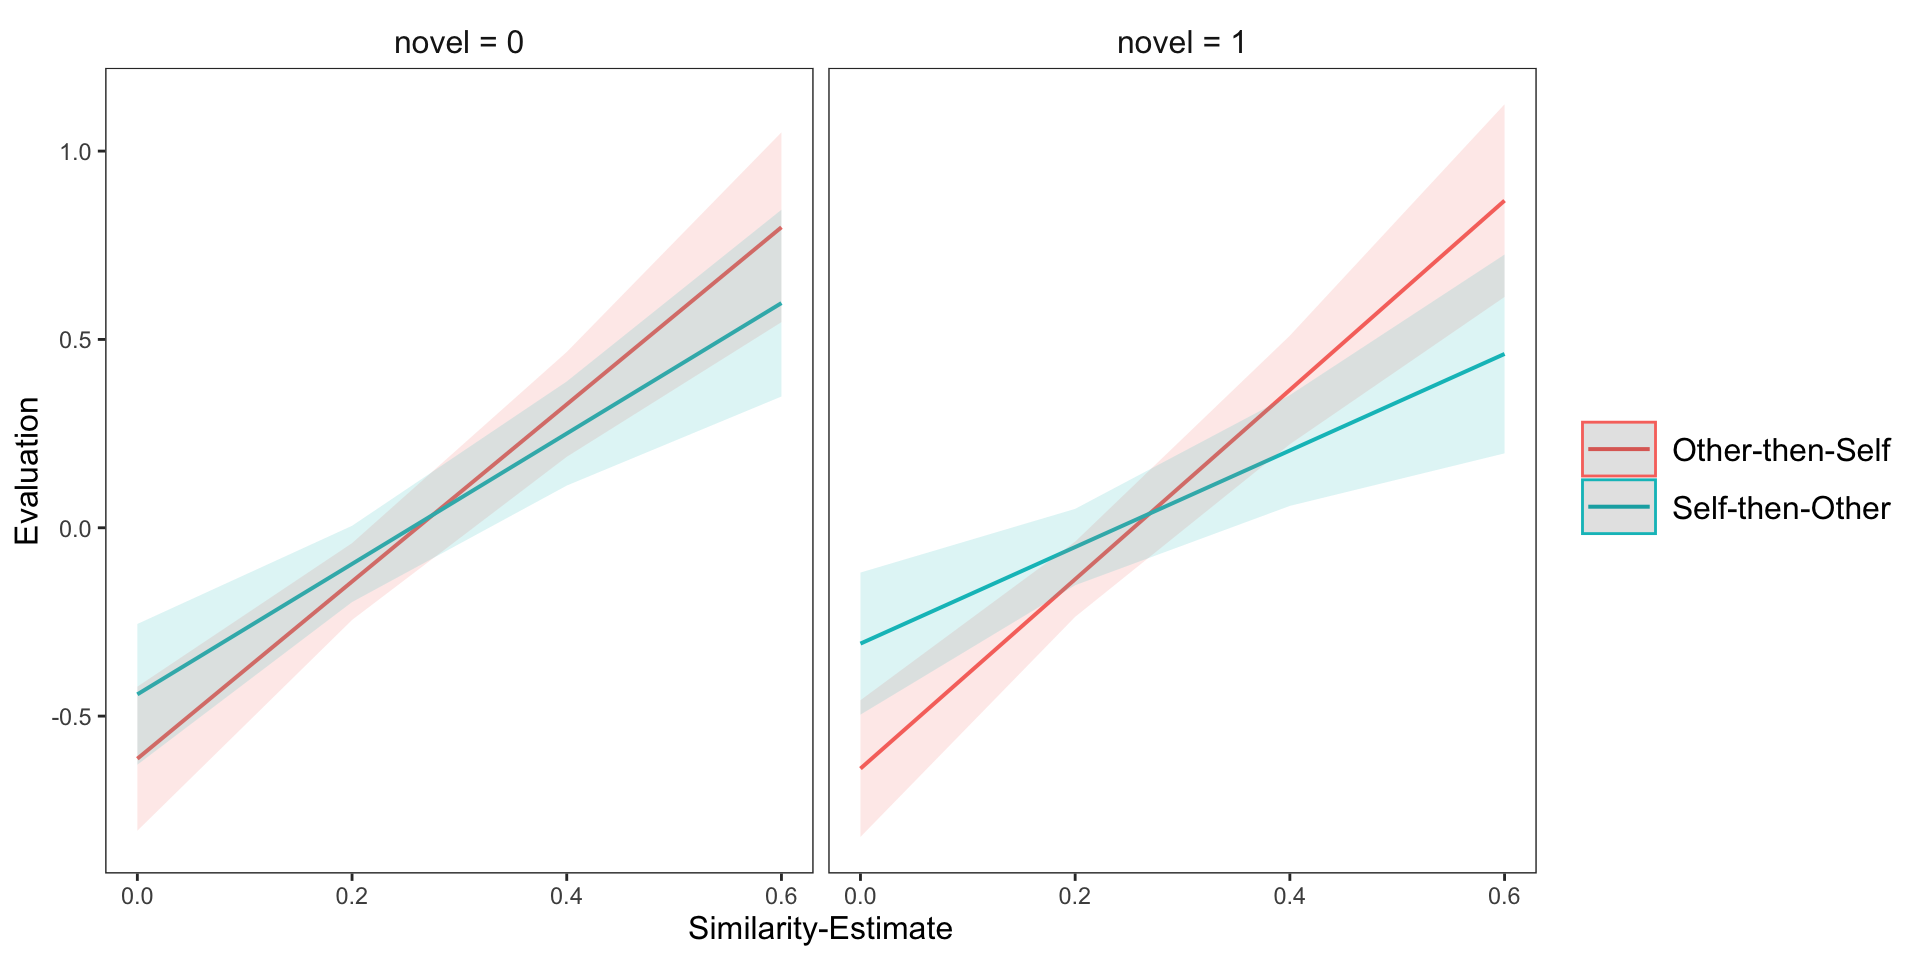 novel = 0
novel = 1
Evaluation
1.0
0.5
0.0
-0.5
0.0 0.2 0.4 0.6
0.0 0.2 0.4 0.6
Similarity-Estimate
Other-then-Self
Self-then-Other